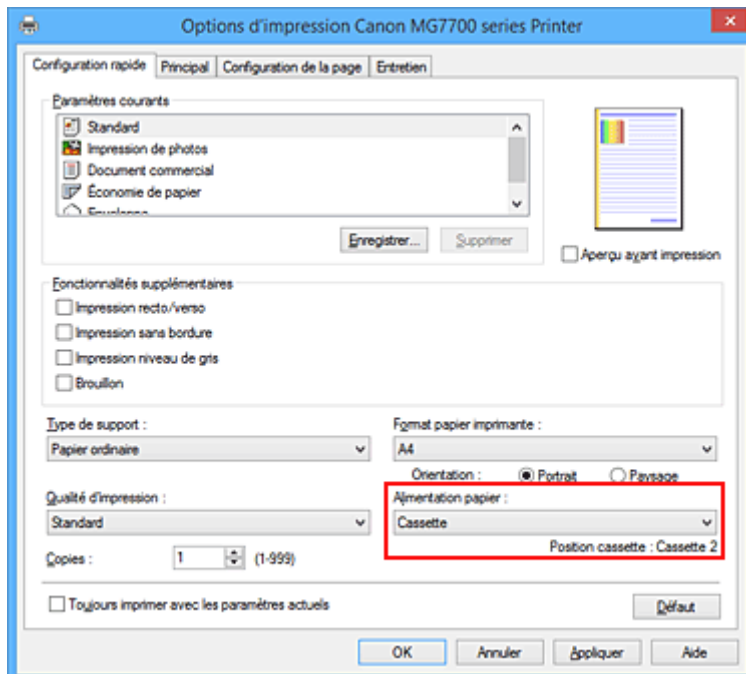 Options d'impression Canon MG7700 series Printer
Configuration rapide Principal Configuration de la page Entretien
Paramètres courants
Standard
Impression de photos
Document commercial
Économie de papier
Enregistrer... Supprimer
Aperçu avant impression
Fonctionnalités supplémentaires
Impression recto/verso
Impression sans bordure
Impression niveau de gris
Brouillon
Type de support : Format papier imprimante :
Papier ordinaire A4
Orientation : Portrait Paysage
Qualité d'impression : Alimentation papier :
Standard Cassette
Position cassette : Cassette 2
Copies : 1 (1-999)
Toujours imprimer avec les paramètres actuels Défaut
OK Annuler Appliquer Aide